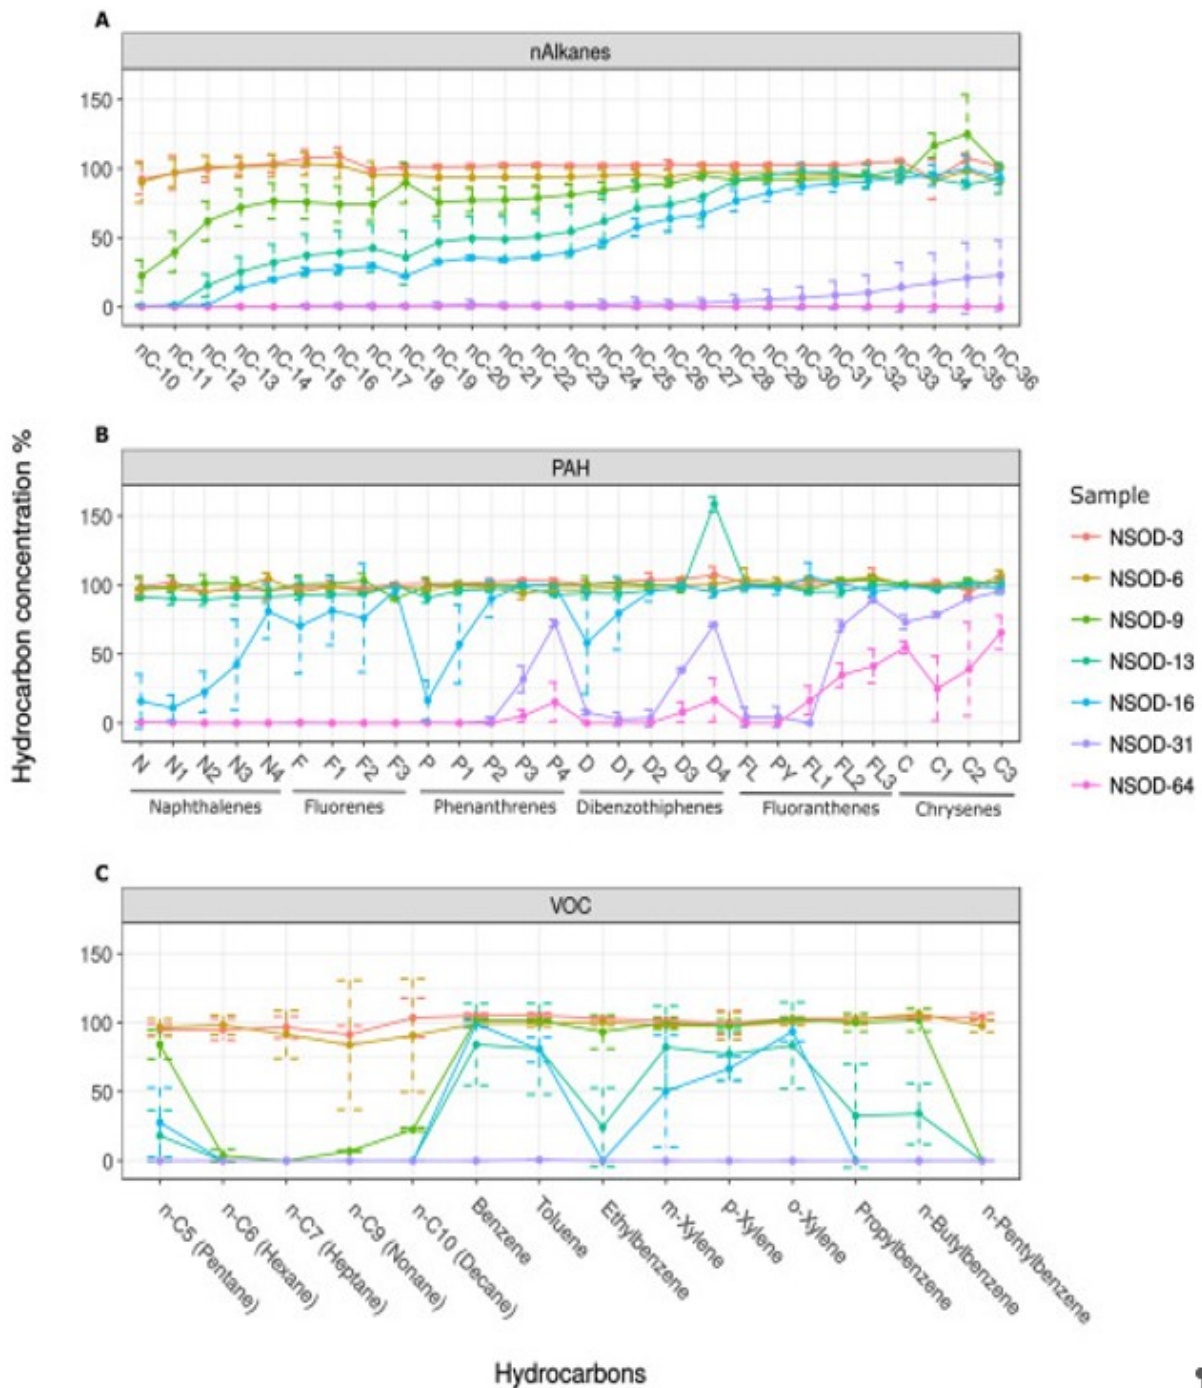 A
nAlkanes
150
100
50
0
nC-10 nC-11 nC-12 nC-13 nC-14 nC-15 nC-16 nC-17 nC-18 nC-19 nC-20 nC-21 nC-22 nC-23 nC-24 nC-25 nC-26 nC-27 nC-28 nC-29 nC-30 nC-31 nC-32 nC-33 nC-34 nC-35 nC-36
Hydrocarbon concentration %
B
PAH
150
100
50
0
N N1 N2 N3 N4 F F1 F2 F3 P P1 P2 P3 P4 D D1 D2 D3 D4 FL PY FL1 FL2 FL3 C C1 C2 C3
Naphthalenes Fluorenes Phenanthrenes Dibenzothiphenes Fluoranthenes Chrysenes
Sample
NSOD-3
NSOD-6
NSOD-9
NSOD-13
NSOD-16
NSOD-31
NSOD-64
C
VOC
150
100
50
0
n-C5 (Pentane) n-C6 (Hexane) n-C7 (Heptane) n-C9 (Nonane) n-C10 (Decane) Benzene Toluene Ethylbenzene m-Xylene p-Xylene o-Xylene Propylbenzene n-Butylbenzene n-Pentylbenzene
Hydrocarbons